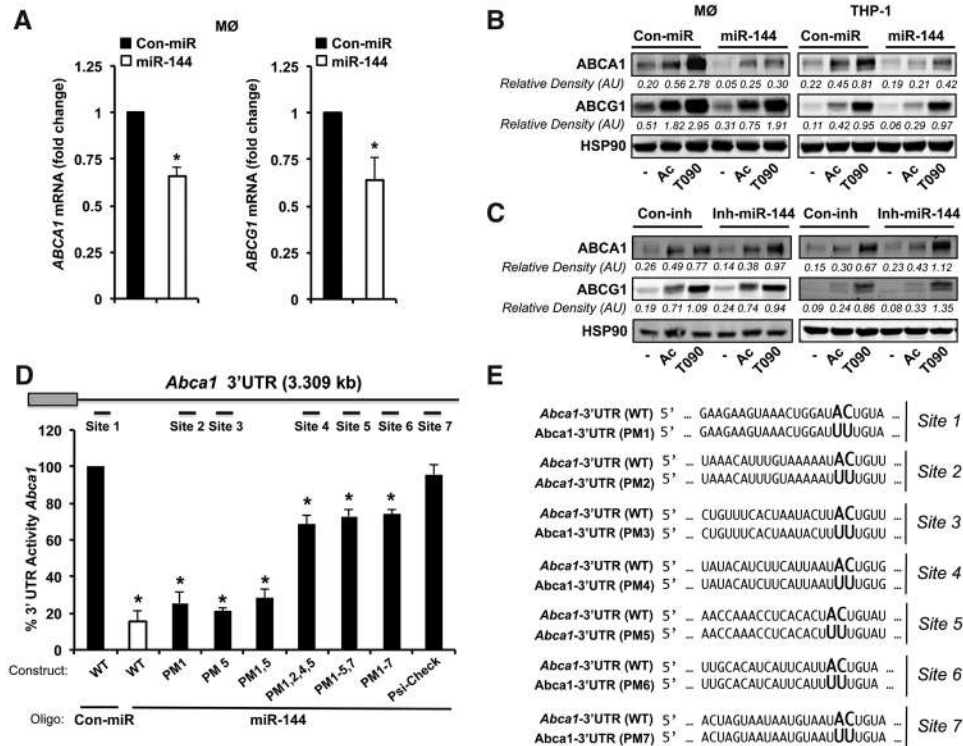 A
MØ
Con-miR
miR-144
1.25
1
0.75
0.5
0.25
0
ABCA1 mRNA (fold change)
*
1.25
1
0.75
0.5
0.25
0
ABCG1 mRNA (fold change)
*
B
MØ THP-1
Con-miR miR-144 Con-miR miR-144
ABCA1
Relative Density (AU) 0.20 0.56 2.78 0.05 0.25 0.30 0.22 0.45 0.81 0.19 0.21 0.42
ABCG1
Relative Density (AU) 0.51 1.82 2.95 0.31 0.75 1.91 0.11 0.42 0.95 0.06 0.29 0.97
HSP90
- Ac T090 - Ac T090 - Ac T090 - Ac T090
C
Con-inh Inh-miR-144 Con-inh Inh-miR-144
ABCA1
Relative Density (AU) 0.26 0.49 0.77 0.14 0.38 0.97 0.15 0.30 0.67 0.23 0.43 1.12
ABCG1
Relative Density (AU) 0.19 0.71 1.09 0.24 0.74 0.94 0.09 0.24 0.86 0.08 0.33 1.35
HSP90
- Ac T090 - Ac T090 - Ac T090 - Ac T090
D
Abca1 3'UTR (3.309 kb)
Site 1 Site 2 Site 3 Site 4 Site 5 Site 6 Site 7
120
100
80
60
40
20
0
% 3' UTR Activity Abca1
* * * * * * *
Construct: WT WT PM1 PM 5 PM1,5 PM1,2,4,5 PM1-5,7 PM1-7 Psi-Check
Oligo: Con-miR miR-144
E
Abca1-3'UTR (WT) 5' … GAAGAAGUAAACUGGAUACUGUA …
Abca1-3'UTR (PM1) 5' … GAAGAAGUAAACUGGAUUUUGUA …
Site 1
Abca1-3'UTR (WT) 5' … UAAACAUUUGUAAAAAUACUGUU …
Abca1-3'UTR (PM2) 5' … UAAACAUUUGUAAAAAUUUUGUU …
Site 2
Abca1-3'UTR (WT) 5' … CUGUUUCACUAAUACUUACUGUU …
Abca1-3'UTR (PM3) 5' … CUGUUUCACUAAUACUUUUUGUU …
Site 3
Abca1-3'UTR (WT) 5' … UAUACAUCUUCAUUAAUACUGUG …
Abca1-3'UTR (PM4) 5' … UAUACAUCUUCAUUAAUUUUGUG …
Site 4
Abca1-3'UTR (WT) 5' … AACCAAACCUCACACUACUGUAU …
Abca1-3'UTR (PM5) 5' … AACCAAACCUCACACUUUUGUAU …
Site 5
Abca1-3'UTR (WT) 5' … UUGCACAUCAUUCAUUACUGUA …
Abca1-3'UTR (PM6) 5' … UUGCACAUCAUUCAUUUUUGUA …
Site 6
Abca1-3'UTR (WT) 5' … ACUAGUAAUAAUGUAAUACUGUA …
Abca1-3'UTR (PM7) 5' … ACUAGUAAUAAUGUAAUUUUGUA …
Site 7